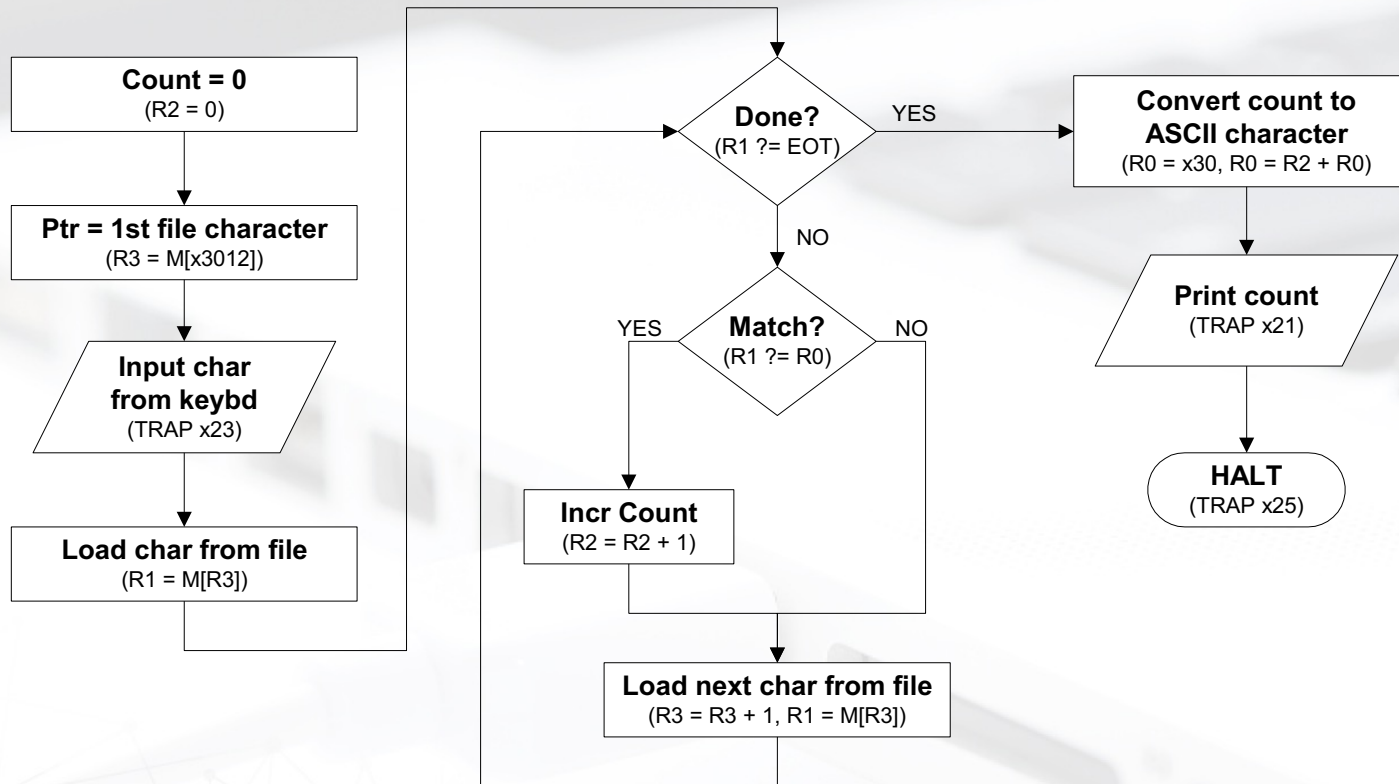 Count = 0
(R2 = 0)
Ptr = 1st file character
(R3 = M[x3012])
Input char
from keybd
(TRAP x23)
Load char from file
(R1 = M[R3])
Done?
(R1 ?= EOT)
YES
NO
Match?
(R1 ?= R0)
YES
NO
Incr Count
(R2 = R2 + 1)
Load next char from file
(R3 = R3 + 1, R1 = M[R3])
Convert count to
ASCII character
(R0 = x30, R0 = R2 + R0)
Print count
(TRAP x21)
HALT
(TRAP x25)